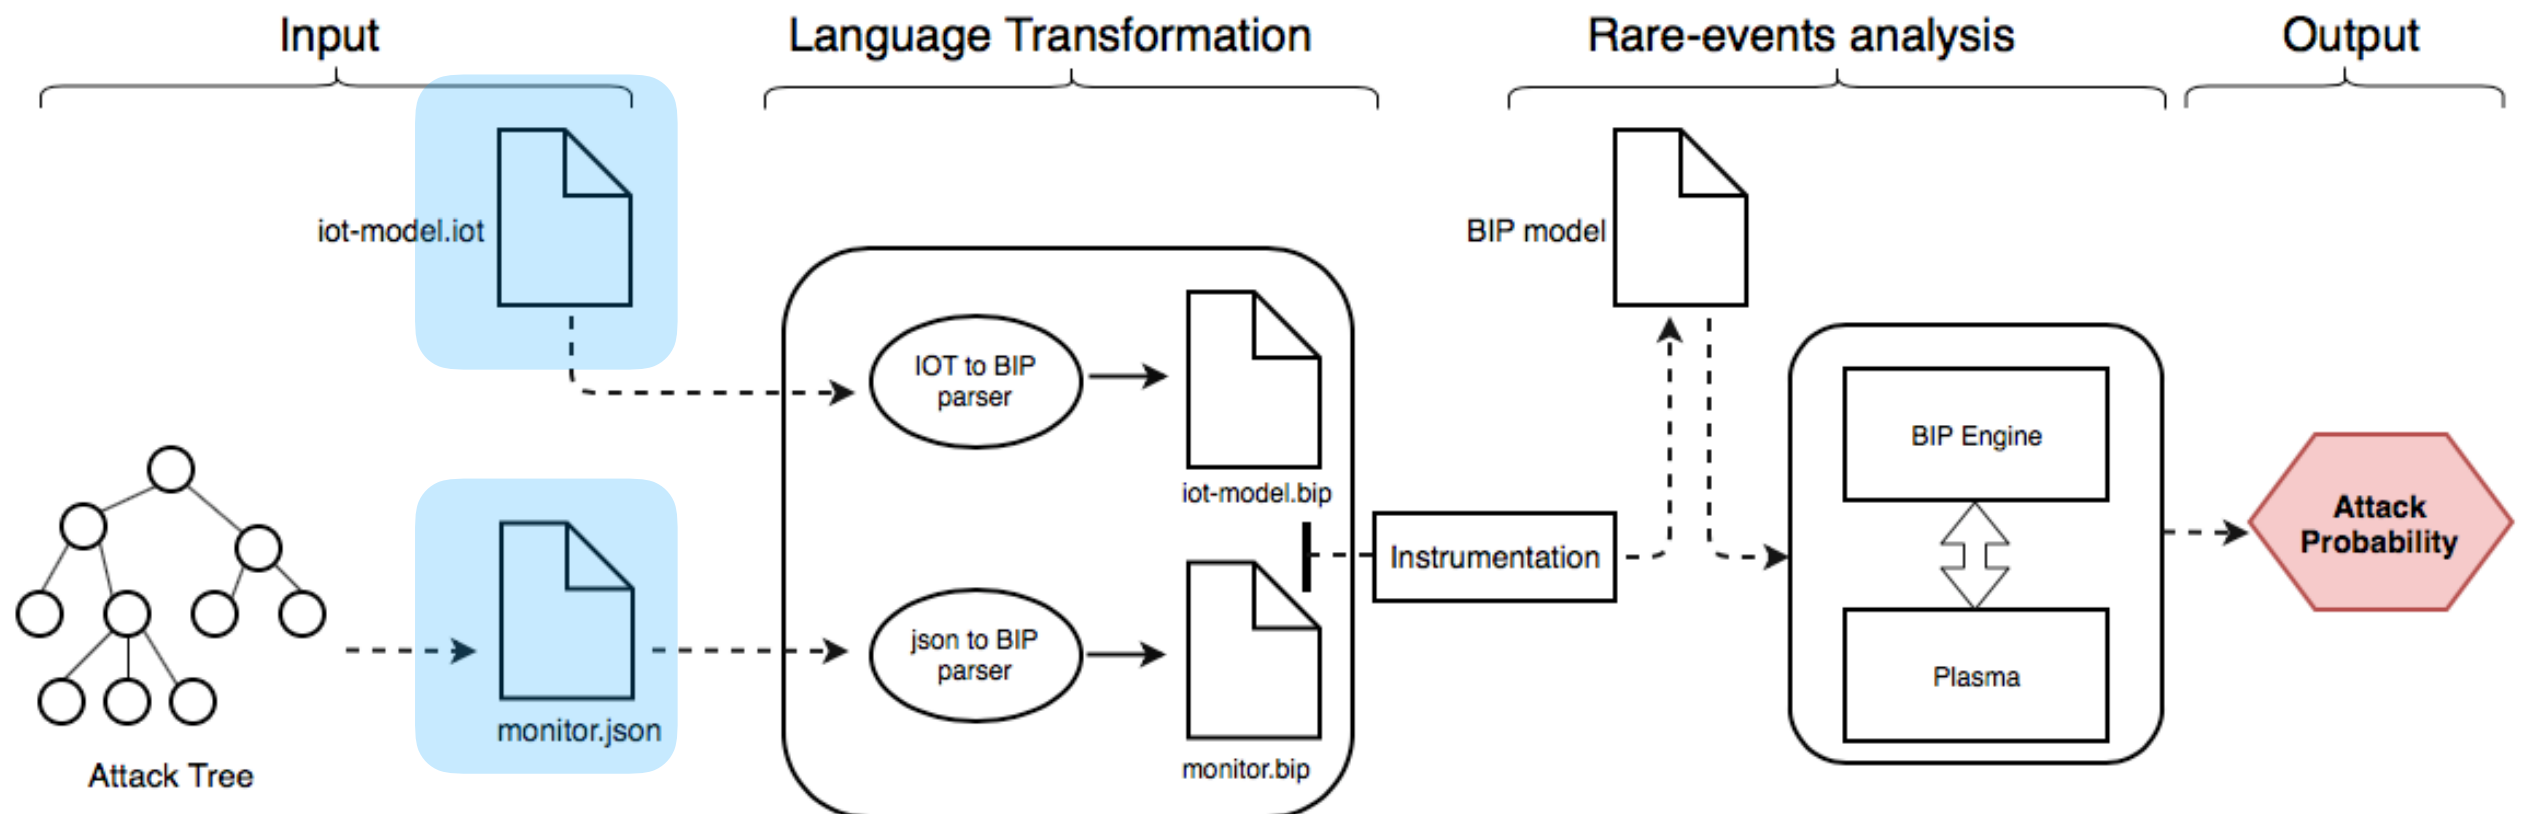 Input
Language Transformation
Rare-events analysis
Output
iot-model.iot
BIP model
IOT to BIP
parser
iot-model.bip
BIP Engine
Attack
Probability
Instrumentation
json to BIP
parser
Plasma
monitor.json
monitor.bip
Attack Tree